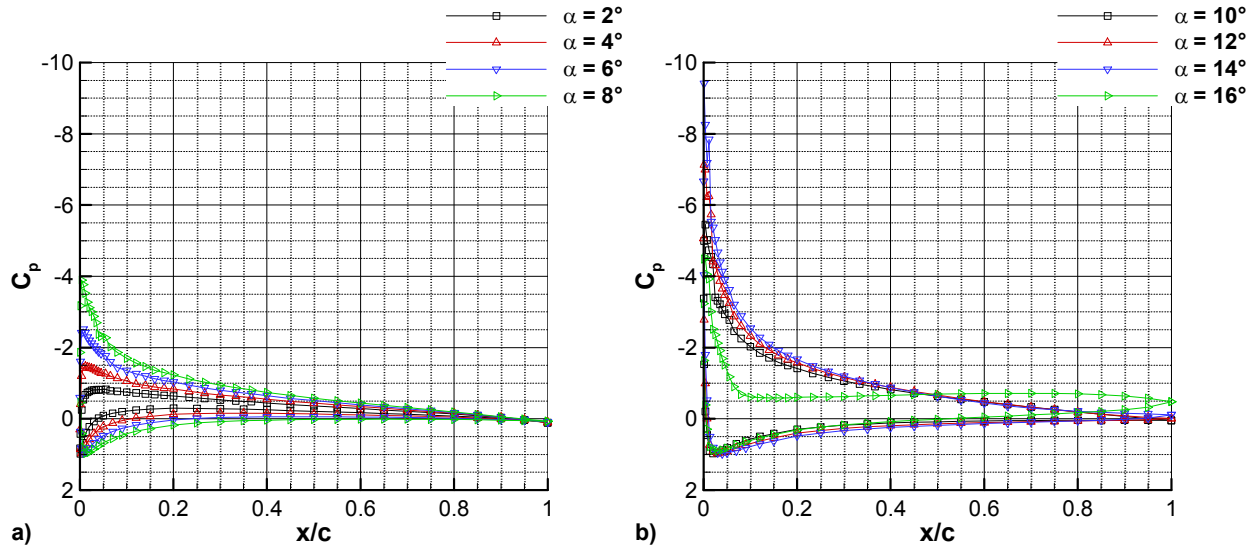 α = 2°
α = 4°
α = 6°
α = 8°
-10
-8
-6
-4
-2
0
2
Cp
0
0.2
0.4
0.6
0.8
1
x/c
a)
α = 10°
α = 12°
α = 14°
α = 16°
-10
-8
-6
-4
-2
0
2
Cp
0
0.2
0.4
0.6
0.8
1
x/c
b)